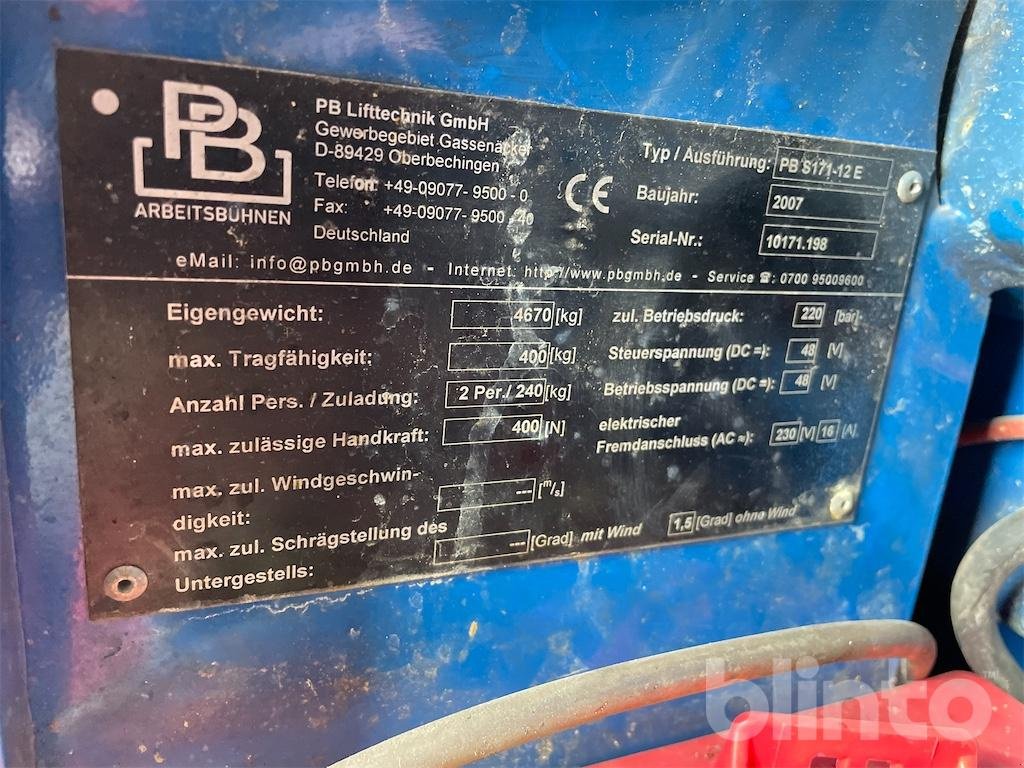 PB
ARBEITSBÜHNEN
PB Lifttechnik GmbH
Gewerbegebiet Gassenäcker
D-89429 Oberbechingen
Telefon: +49-09077- 9500 - 0
Fax: +49-09077- 9500 - 40
Deutschland
CE
Typ / Ausführung: PB S171-12 E
Baujahr: 2007
Serial-Nr.: 10171.198
eMail: info@pbgmbh.de - Internet: http://www.pbgmbh.de - Service ☎: 0700 95009600
Eigengewicht: 4670 [kg]
max. Tragfähigkeit: 400 [kg]
Anzahl Pers. / Zuladung: 2 Per./ 240 [kg]
max. zulässige Handkraft: 400 [N]
max. zul. Windgeschwin-
digkeit: --- [m/s]
max. zul. Schrägstellung des
Untergestells: --- [Grad] mit Wind 1,5 [Grad] ohne Wind
zul. Betriebsdruck: 220 [bar]
Steuerspannung (DC =): 48 [V]
Betriebsspannung (DC =): 48 [V]
elektrischer
Fremdanschluss (AC ≈): 230 [V] 16 [A]
blinto™